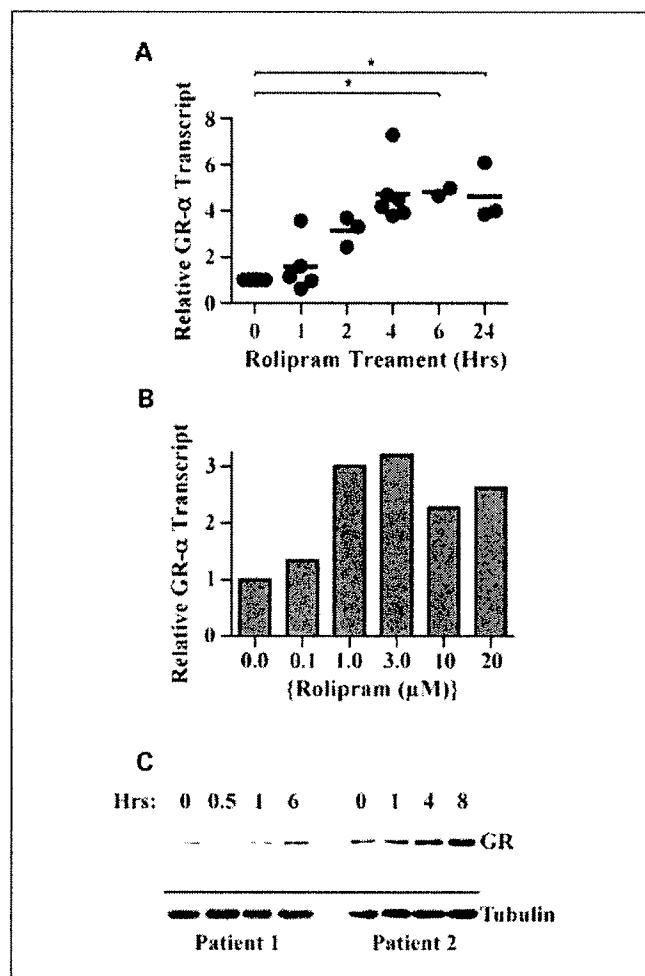 A
*
*
Relative GR-α Transcript
8
6
4
2
0
0 1 2 4 6 24
Rolipram Treament (Hrs)
B
Relative GR-α Transcript
3
2
1
0
0.0 0.1 1.0 3.0 10 20
{Rolipram (μM)}
C
Hrs: 0 0.5 1 6 0 1 4 8
GR
Tubulin
Patient 1 Patient 2